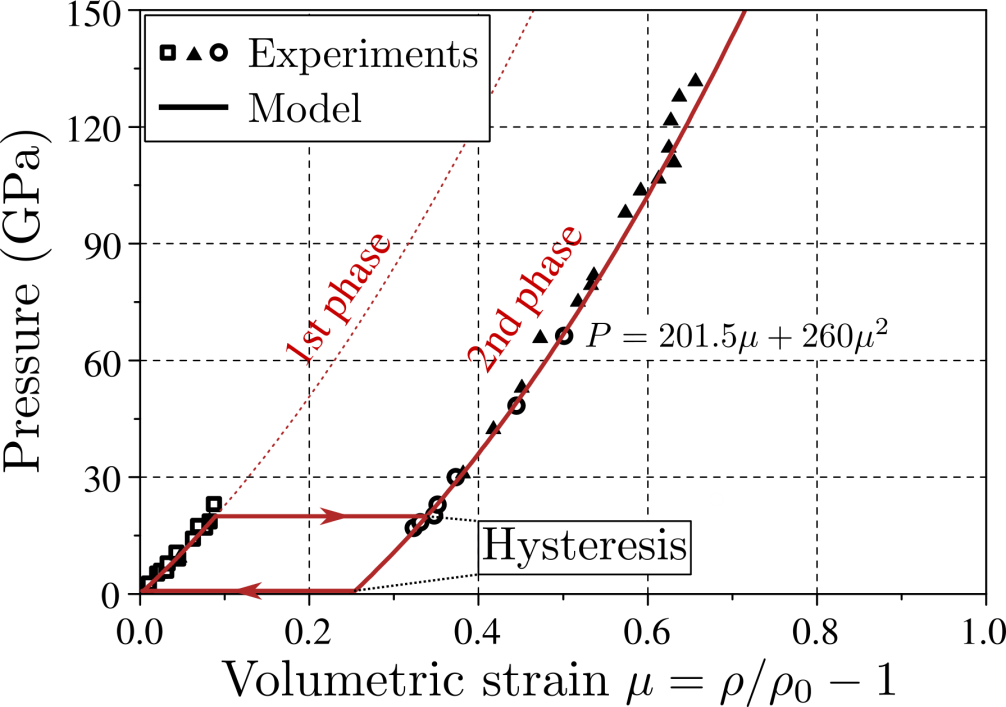 150
120
90
60
30
0
Pressure (GPa)
Experiments
Model
1st phase
2nd phase
P = 201.5μ + 260μ²
Hysteresis
0.0 0.2 0.4 0.6 0.8 1.0
Volumetric strain μ = ρ/ρ₀ − 1